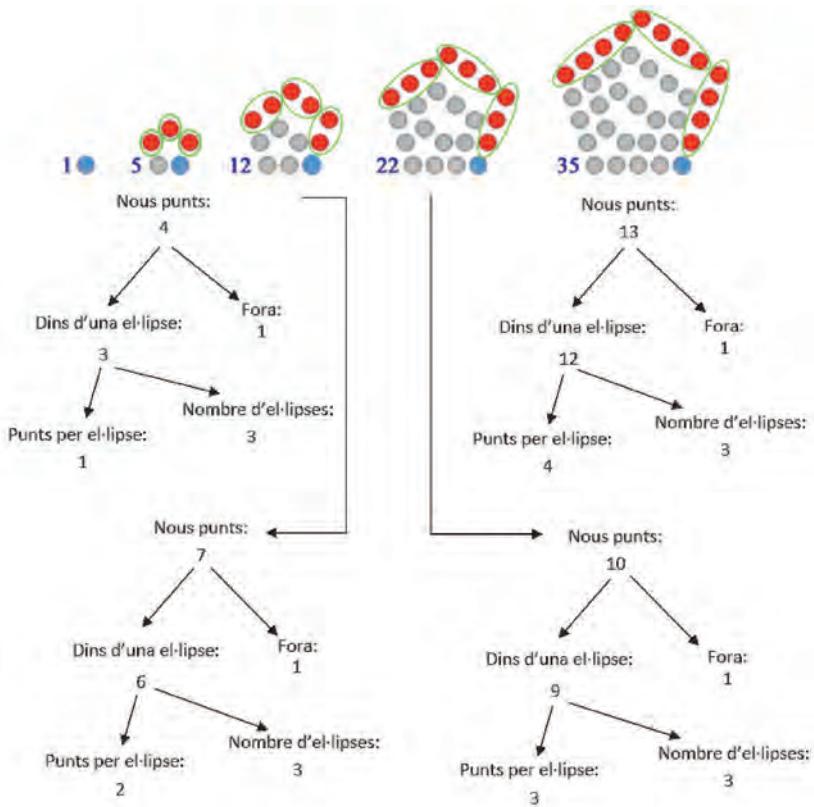 1 5 12 22 35
Nous punts:
4
Dins d'una el·lipse:
3
Fora:
1
Punts per el·lipse:
1
Nombre d'el·lipses:
3
Nous punts:
13
Dins d'una el·lipse:
12
Fora:
1
Punts per el·lipse:
4
Nombre d'el·lipses:
3
Nous punts:
7
Dins d'una el·lipse:
6
Fora:
1
Punts per el·lipse:
2
Nombre d'el·lipses:
3
Nous punts:
10
Dins d'una el·lipse:
9
Fora:
1
Punts per el·lipse:
3
Nombre d'el·lipses:
3